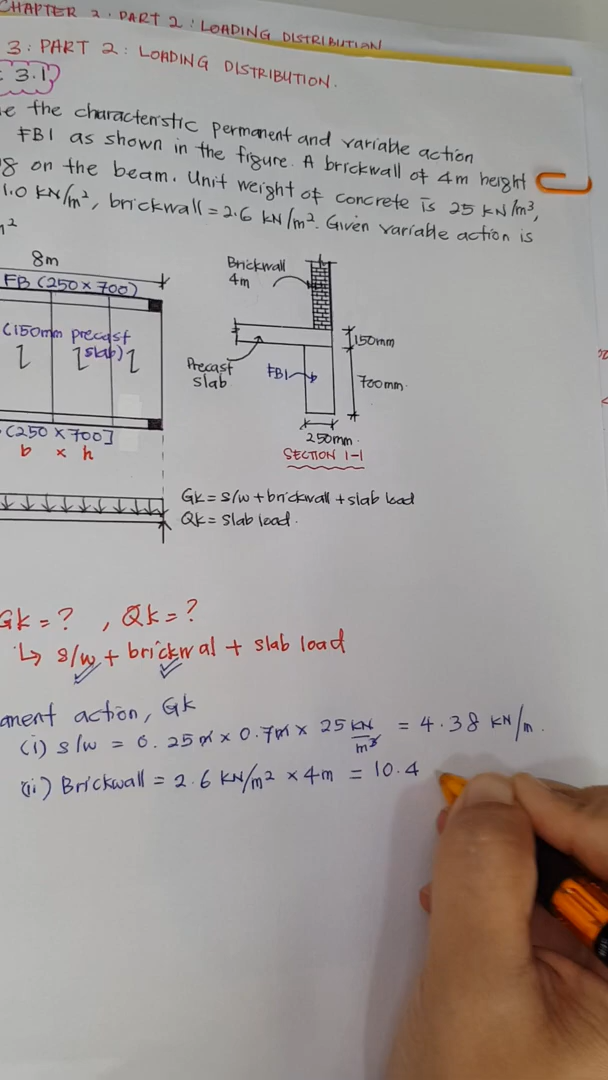 CHAPTER 2 : PART 2 : LOADING DISTRIBUTION
3 : PART 2 : LOADING DISTRIBUTION.
3.1
the characteristic permanent and variable action
FB1 as shown in the figure. A brickwall of 4m height
on the beam. Unit weight of concrete is 25 kN/m³,
1.0 kN/m², brickwall = 2.6 kN/m². Given variable action is
8m
FB (250 x 700)
(150mm precast
slab)
(250 x 700]
b x h
Brickwall
4m
150mm
Precast
slab
FB1
700mm
250mm
SECTION 1-1
Gk = s/w + brickwall + slab load
Qk = slab load.
Gk = ? , Qk = ?
↳ s/w + brickwal + slab load
action, Gk
(i) s/w = 0.25m x 0.7m x 25 kN/m³ = 4.38 kN/m.
(ii) Brickwall = 2.6 kN/m² x 4m = 10.4